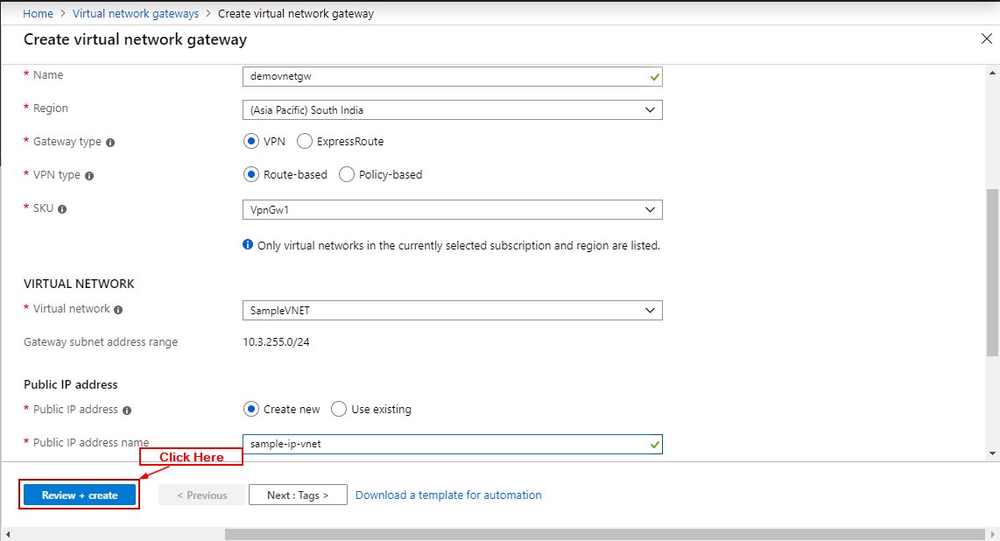 Home > Virtual network gateways > Create virtual network gateway
Create virtual network gateway
* Name demovnetgw
* Region (Asia Pacific) South India
* Gateway type VPN ExpressRoute
* VPN type Route-based Policy-based
* SKU VpnGw1
Only virtual networks in the currently selected subscription and region are listed.
VIRTUAL NETWORK
* Virtual network SampleVNET
Gateway subnet address range 10.3.255.0/24
Public IP address
* Public IP address Create new Use existing
* Public IP address name sample-ip-vnet
Click Here
Review + create < Previous Next : Tags > Download a template for automation